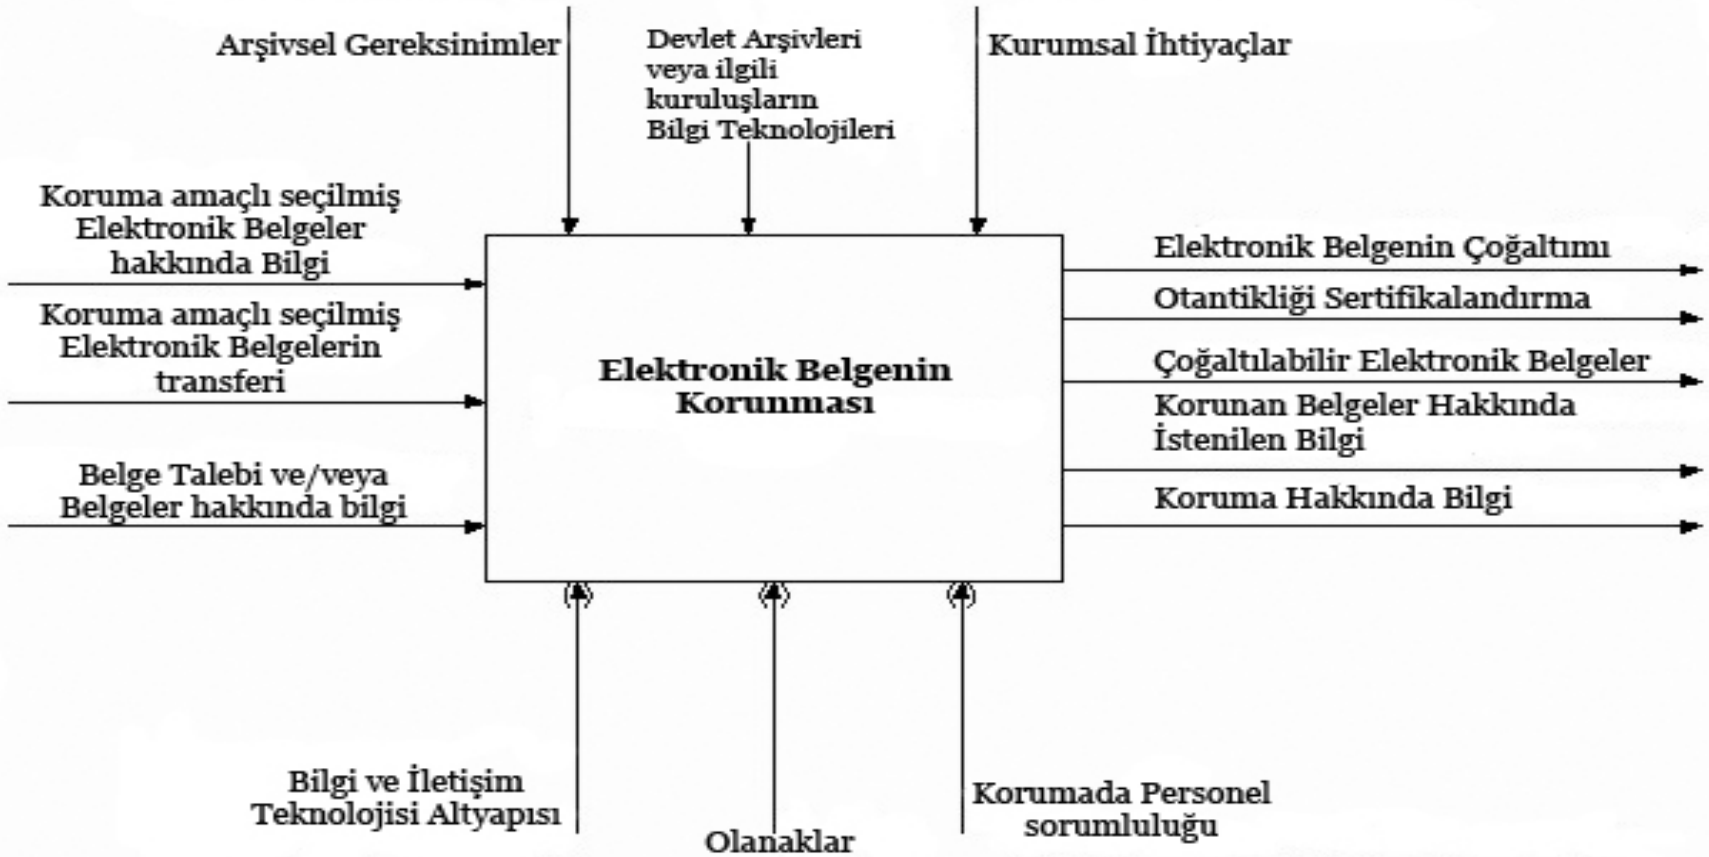 Arşivsel Gereksinimler
Devlet Arşivleri
veya ilgili
kuruluşların
Bilgi Teknolojileri
Kurumsal İhtiyaçlar
Koruma amaçlı seçilmiş
Elektronik Belgeler
hakkında Bilgi
Koruma amaçlı seçilmiş
Elektronik Belgelerin
transferi
Belge Talebi ve/veya
Belgeler hakkında bilgi
Elektronik Belgenin
Korunması
Elektronik Belgenin Çoğaltımı
Otantikliği Sertifikalandırma
Çoğaltılabilir Elektronik Belgeler
Korunan Belgeler Hakkında
İstenilen Bilgi
Koruma Hakkında Bilgi
Bilgi ve İletişim
Teknolojisi Altyapısı
Olanaklar
Korumada Personel
sorumluluğu